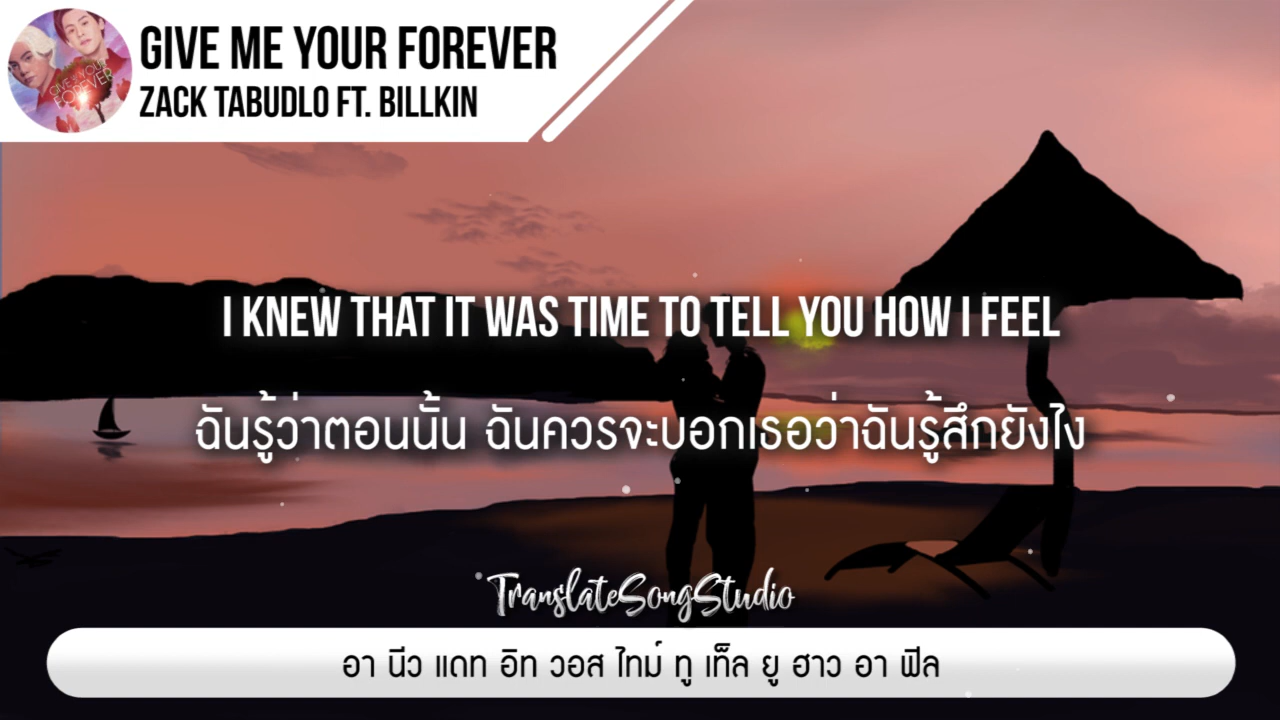 GIVE ME YOUR FOREVER
ZACK TABUDLO FT. BILLKIN
GIVE ME YOUR
FOREVER
I KNEW THAT IT WAS TIME TO TELL YOU HOW I FEEL
ฉันรู้ว่าตอนนั้น ฉันควรจะบอกเธอว่าฉันรู้สึกยังไง
TranslateSongStudio
อา นีว แดท อิท วอส ไทม์ ทู เท็ล ยู ฮาว อา ฟีล